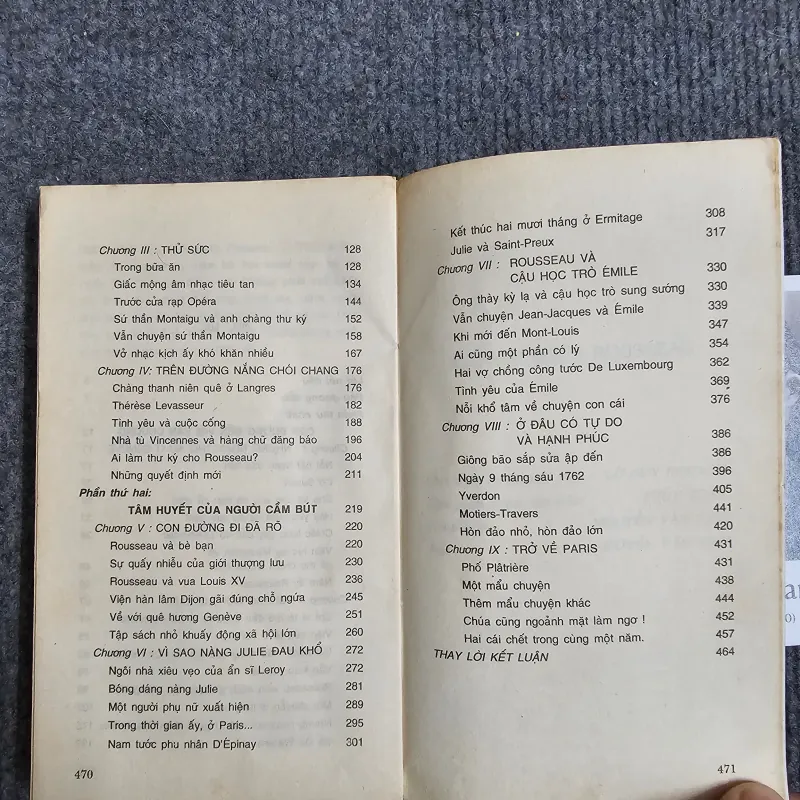 Chương III : THỬ SỨC 128
Trong bữa ăn 128
Giấc mộng âm nhạc tiêu tan 134
Trước cửa rạp Opéra 144
Sứ thần Montaigu và anh chàng thư ký 152
Vẫn chuyện sứ thần Montaigu 158
Vở nhạc kịch ấy khó khăn nhiều 167
Chương IV: TRÊN ĐƯỜNG NẮNG CHÓI CHANG 176
Chàng thanh niên quê ở Langres 176
Thérèse Levasseur 182
Tình yêu và cuộc cống 188
Nhà tù Vincennes và hàng chữ đăng báo 196
Ai làm thư ký cho Rousseau? 204
Những quyết định mới 211
Phần thứ hai:
TÂM HUYẾT CỦA NGƯỜI CẦM BÚT 219
Chương V : CON ĐƯỜNG ĐI ĐÃ RÕ 220
Rousseau và bè bạn 220
Sự quấy nhiễu của giới thượng lưu 230
Rousseau và vua Louis XV 236
Viện hàn lâm Dijon gãi đúng chỗ ngứa 245
Về với quê hương Genève 251
Tập sách nhỏ khuấy động xã hội lớn 260
Chương VI : VÌ SAO NÀNG JULIE ĐAU KHỔ 272
Ngôi nhà xiêu vẹo của ẩn sĩ Leroy 272
Bóng dáng nàng Julie 281
Một người phụ nữ xuất hiện 289
Trong thời gian ấy, ở Paris... 295
Nam tước phu nhân D'Épinay 301
470
Kết thúc hai mươi tháng ở Ermitage 308
Julie và Saint-Preux 317
Chương VII : ROUSSEAU VÀ
CẬU HỌC TRÒ ÉMILE 330
Ông thày kỳ lạ và cậu học trò sung sướng 330
Vẫn chuyện Jean-Jacques và Émile 339
Khi mới đến Mont-Louis 347
Ai cũng một phần có lý 354
Hai vợ chồng công tước De Luxembourg 362
Tình yêu của Émile 369
Nỗi khổ tâm về chuyện con cái 376
Chương VIII : Ở ĐÂU CÓ TỰ DO
VÀ HẠNH PHÚC 386
Giông bão sắp sửa ập đến 386
Ngày 9 tháng sáu 1762 396
Yverdon 405
Motiers-Travers 441
Hòn đảo nhỏ, hòn đảo lớn 420
Chương IX : TRỞ VỀ PARIS 431
Phố Plâtrière 431
Một mẩu chuyện 438
Thêm mẩu chuyện khác 444
Chúa cũng ngoảnh mặt làm ngơ ! 452
Hai cái chết trong cùng một năm. 457
THAY LỜI KẾT LUẬN 464
471